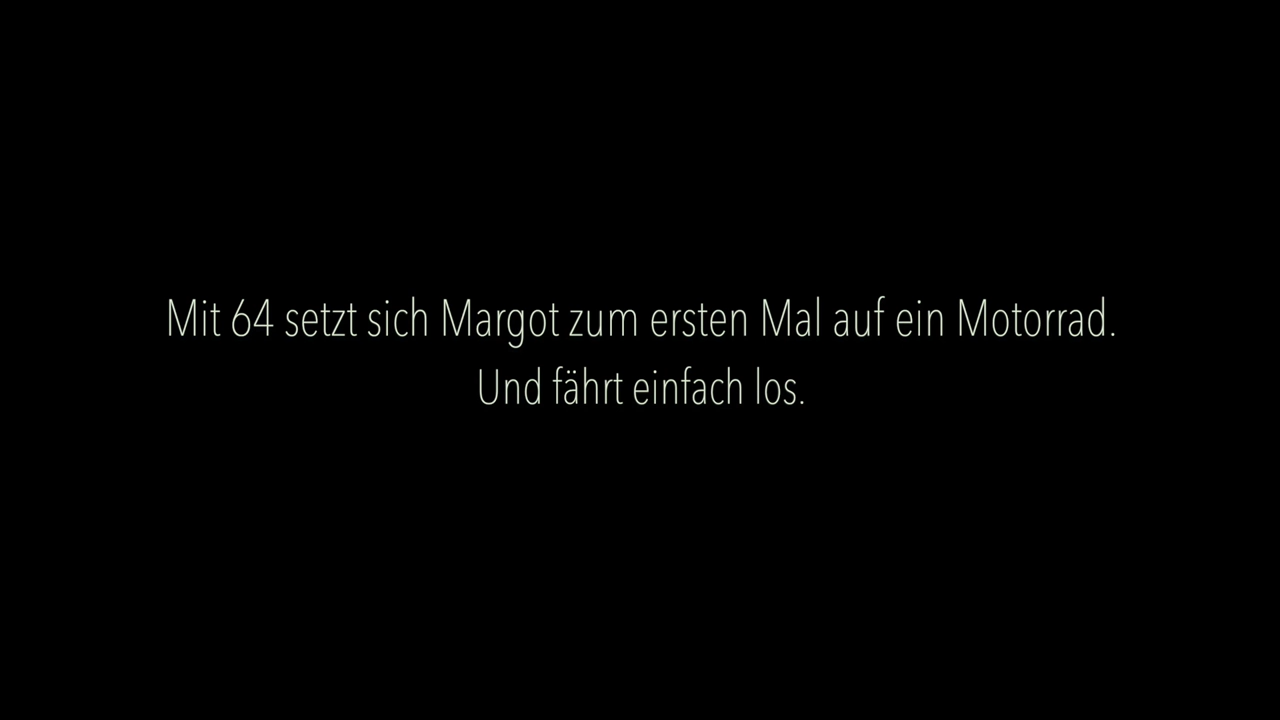 Mit 64 setzt sich Margot zum ersten Mal auf ein Motorrad.
Und fährt einfach los.